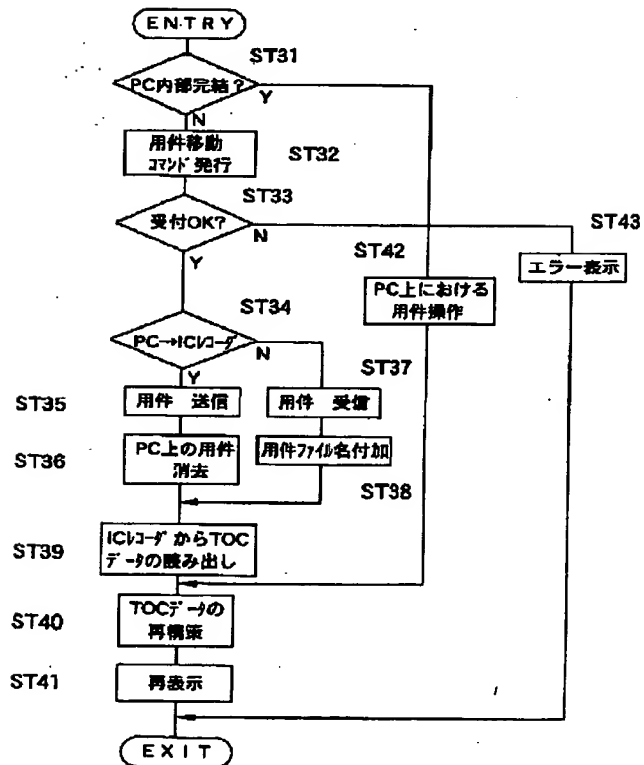 ENTRY
ST31
PC内部完結?
Y
N
用件移動
コマンド発行
ST32
ST33
受付OK?
N
Y
ST43
エラー表示
ST42
PC上における
用件操作
ST34
PC→ICレコーダ
N
Y
ST37
ST35
用件 送信
用件 受信
ST36
PC上の用件
消去
用件ファイル名付加
ST38
ST39
ICレコーダからTOC
データの読み出し
ST40
TOCデータの
再構策
ST41
再表示
EXIT